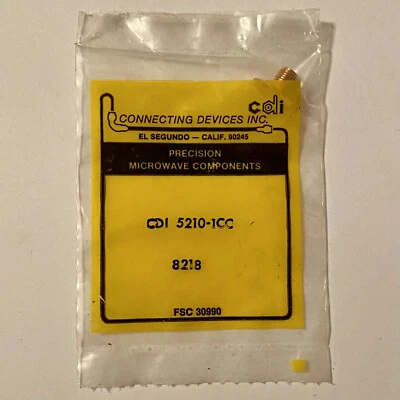 cdi
CONNECTING DEVICES INC.
EL SEGUNDO — CALIF. 90245
PRECISION
MICROWAVE COMPONENTS
CDI 5210-1CC
8218
FSC 30990